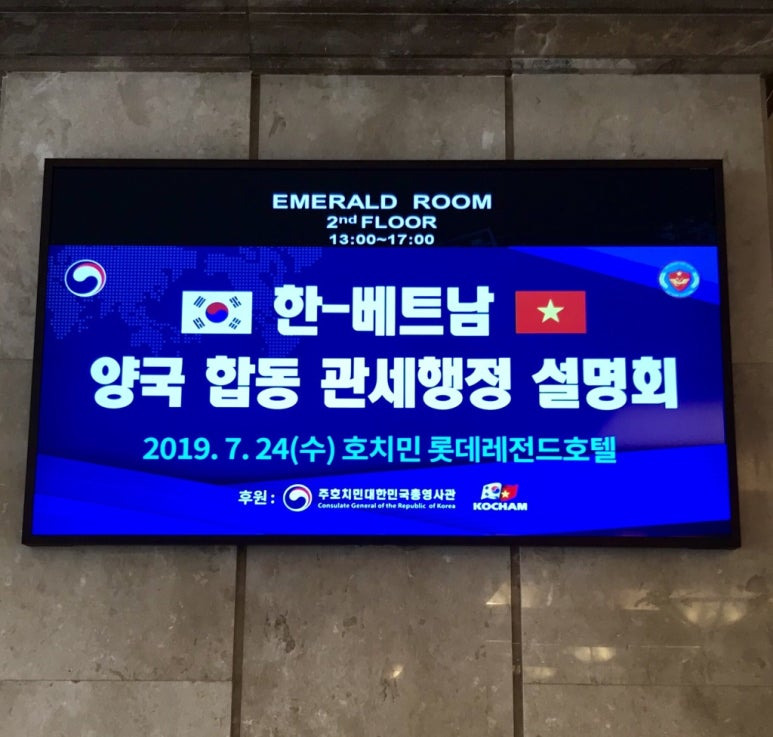 EMERALD ROOM
2nd FLOOR
13:00~17:00
한-베트남
양국 합동 관세행정 설명회
2019. 7. 24(수) 호치민 롯데레전드호텔
후원 : 주호치민대한민국총영사관
Consulate General of the Republic of Korea
KOCHAM